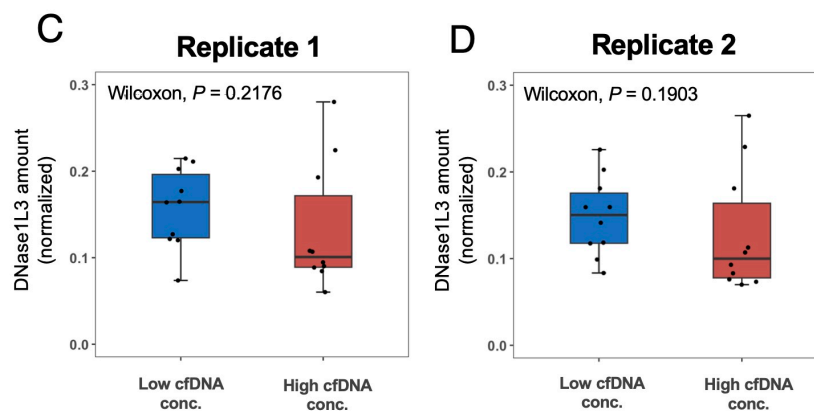 C
Replicate 1
Wilcoxon, P = 0.2176
DNase1L3 amount
(normalized)
0.3
0.2
0.1
0.0
Low cfDNA
conc.
High cfDNA
conc.
D
Replicate 2
Wilcoxon, P = 0.1903
DNase1L3 amount
(normalized)
0.3
0.2
0.1
0.0
Low cfDNA
conc.
High cfDNA
conc.